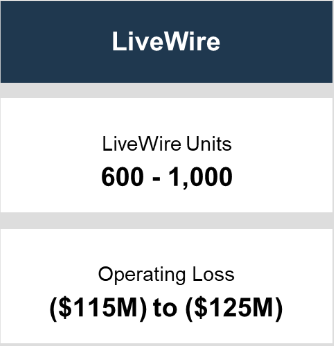 LiveWire
LiveWire Units
600 - 1,000
Operating Loss
($115M) to ($125M)